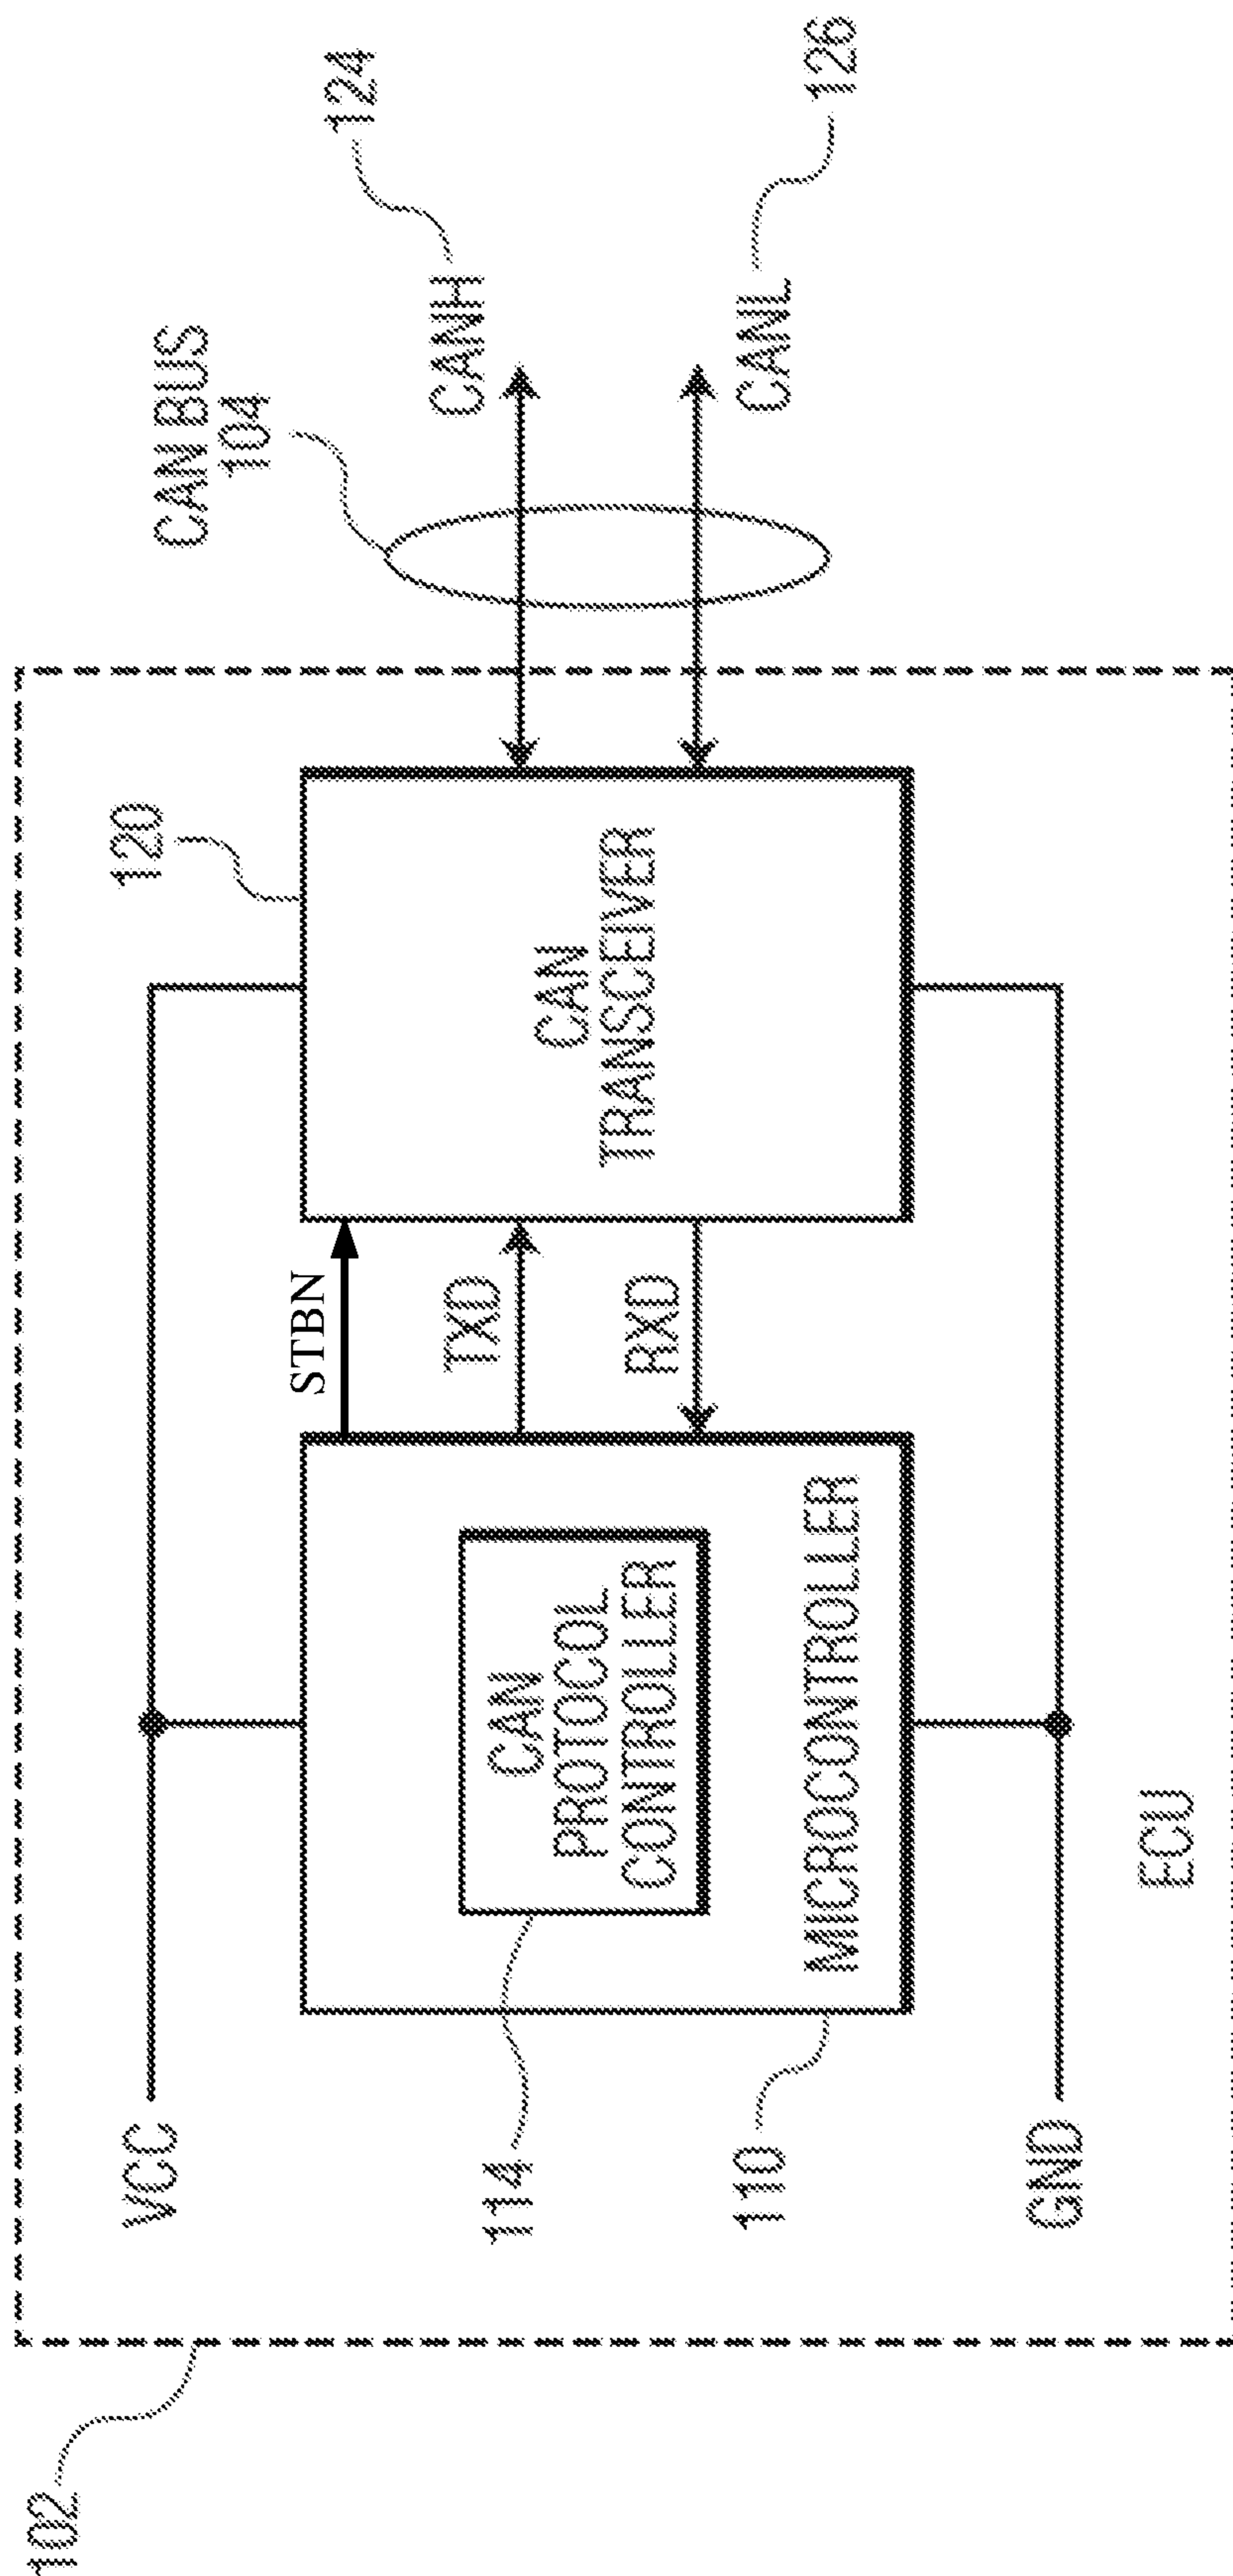 102
VCC
114
110
GND
ECU
CAN
PROTOCOL
CONTROLLER
MICROCONTROLLER
STBN
TXD
RXD
120
CAN
TRANSCEIVER
CAN BUS
104
CANH
124
CANL
126